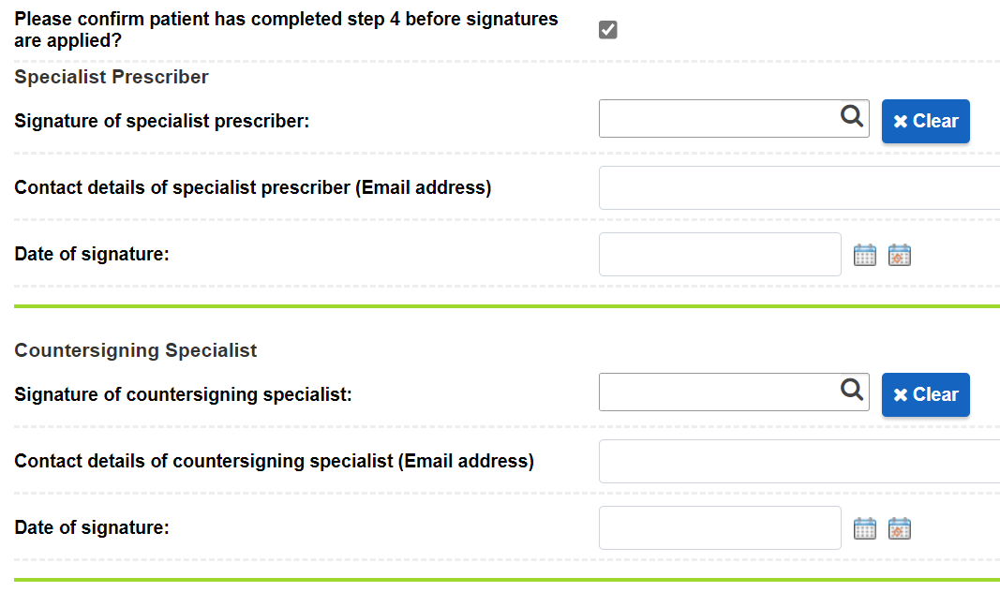 Please confirm patient has completed step 4 before signatures
are applied?
Specialist Prescriber
Signature of specialist prescriber:
Clear
Contact details of specialist prescriber (Email address)
Date of signature:
Countersigning Specialist
Signature of countersigning specialist:
Clear
Contact details of countersigning specialist (Email address)
Date of signature: